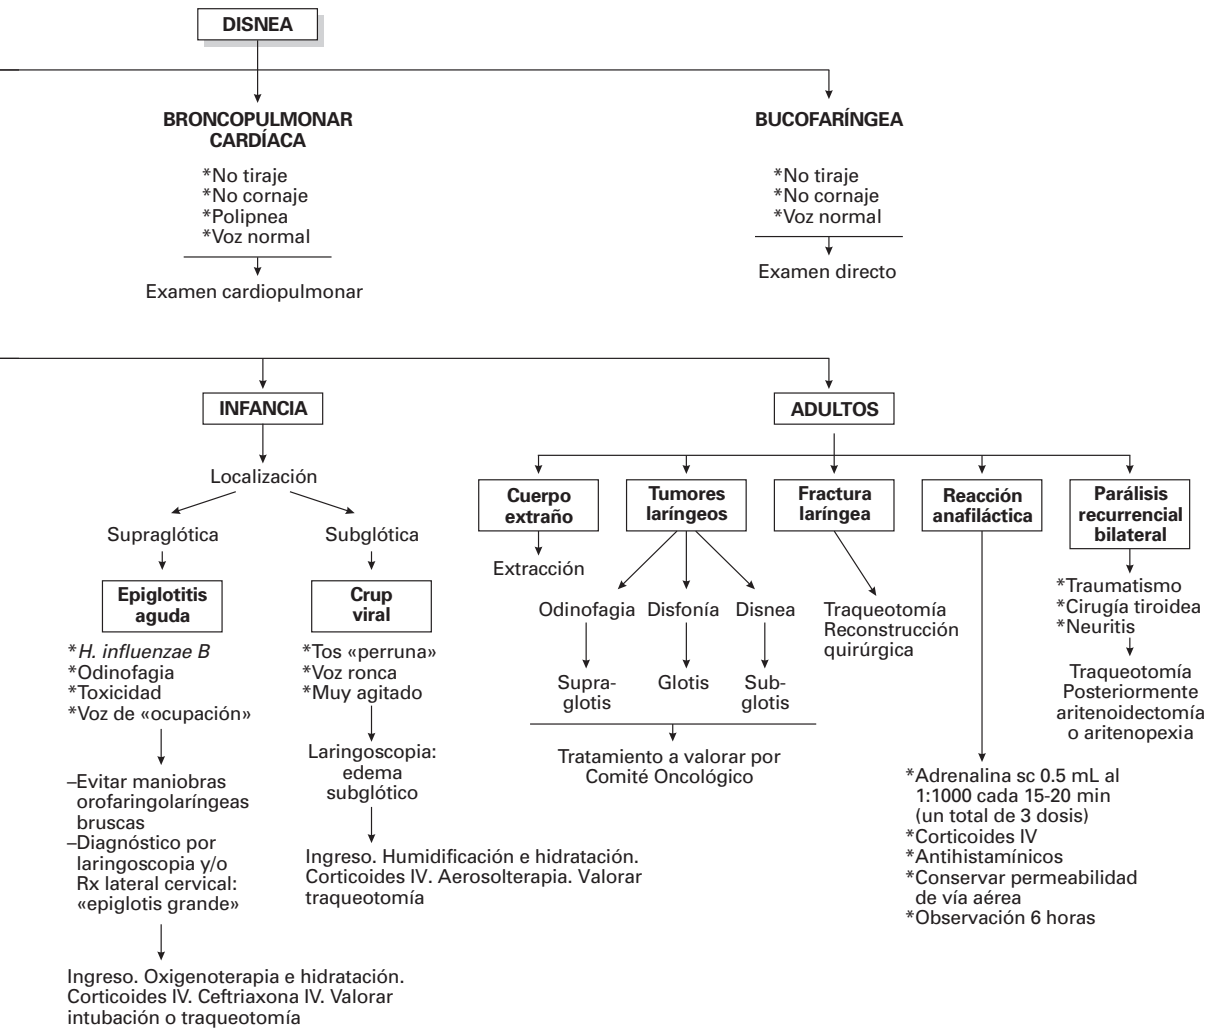 DISNEA
BRONCOPULMONAR
CARDÍACA
*No tiraje
*No cornaje
*Polipnea
*Voz normal
Examen cardiopulmonar
BUCOFARÍNGEA
*No tiraje
*No cornaje
*Voz normal
Examen directo
INFANCIA
Localización
Supraglótica
Epiglotitis
aguda
*H. influenzae B
*Odinofagia
*Toxicidad
*Voz de «ocupación»
–Evitar maniobras
orofaringolaríngeas
bruscas
–Diagnóstico por
laringoscopia y/o
Rx lateral cervical:
«epiglotis grande»
Ingreso. Oxigenoterapia e hidratación.
Corticoides IV. Ceftriaxona IV. Valorar
intubación o traqueotomía
Subglótica
Crup
viral
*Tos «perruna»
*Voz ronca
*Muy agitado
Laringoscopia:
edema
subglótico
Ingreso. Humidificación e hidratación.
Corticoides IV. Aerosolterapia. Valorar
traqueotomía
ADULTOS
Cuerpo
extraño
Extracción
Tumores
laríngeos
Odinofagia
Supra-
glotis
Disfonía
Glotis
Disnea
Sub-
glotis
Tratamiento a valorar por
Comité Oncológico
Fractura
laríngea
Traqueotomía
Reconstrucción
quirúrgica
Reacción
anafiláctica
*Adrenalina sc 0.5 mL al
1:1000 cada 15-20 min
(un total de 3 dosis)
*Corticoides IV
*Antihistamínicos
*Conservar permeabilidad
de vía aérea
*Observación 6 horas
Parálisis
recurrencial
bilateral
*Traumatismo
*Cirugía tiroidea
*Neuritis
Traqueotomía
Posteriormente
aritenoidectomía
o aritenopexia